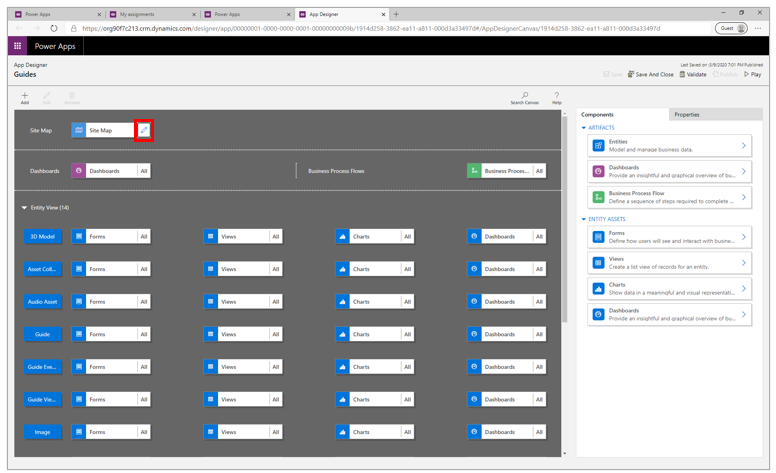 Power Apps
My assignments
Power Apps
App Designer
https://org90f7c213.crm.dynamics.com/designer/app/00000001-0000-0000-0001-00000000009b/1914d258-3862-ea11-a811-000d3a33497d#/AppDesignerCanvas/1914d258-3862-ea11-a811-000d3a33497d
Guest
Power Apps
App Designer
Guides
Last Saved on :3/9/2020 7:01 PM Published
Save
Save And Close
Validate
Publish
Play
Add
Edit
Remove
Search Canvas
Help
Site Map
Site Map
Dashboards
Dashboards
All
Business Process Flows
Business Proces...
All
Entity View (14)
3D Model
Forms
All
Views
All
Charts
All
Dashboards
All
Asset Coll...
Forms
All
Views
All
Charts
All
Dashboards
All
Audio Asset
Forms
All
Views
All
Charts
All
Dashboards
All
Guide
Forms
All
Views
All
Charts
All
Dashboards
All
Guide Eve...
Forms
All
Views
All
Charts
All
Dashboards
All
Guide Vie...
Forms
All
Views
All
Charts
All
Dashboards
All
Image
Forms
All
Views
All
Charts
All
Dashboards
All
Components
Properties
ARTIFACTS
Entities
Model and manage business data.
Dashboards
Provide an insightful and graphical overview of bu...
Business Process Flow
Define a sequence of steps required to complete ...
ENTITY ASSETS
Forms
Define how users will see and interact with busine...
Views
Create a list view of records for an entity.
Charts
Show data in a meaningful and visual representati...
Dashboards
Provide an insightful and graphical overview of bu...